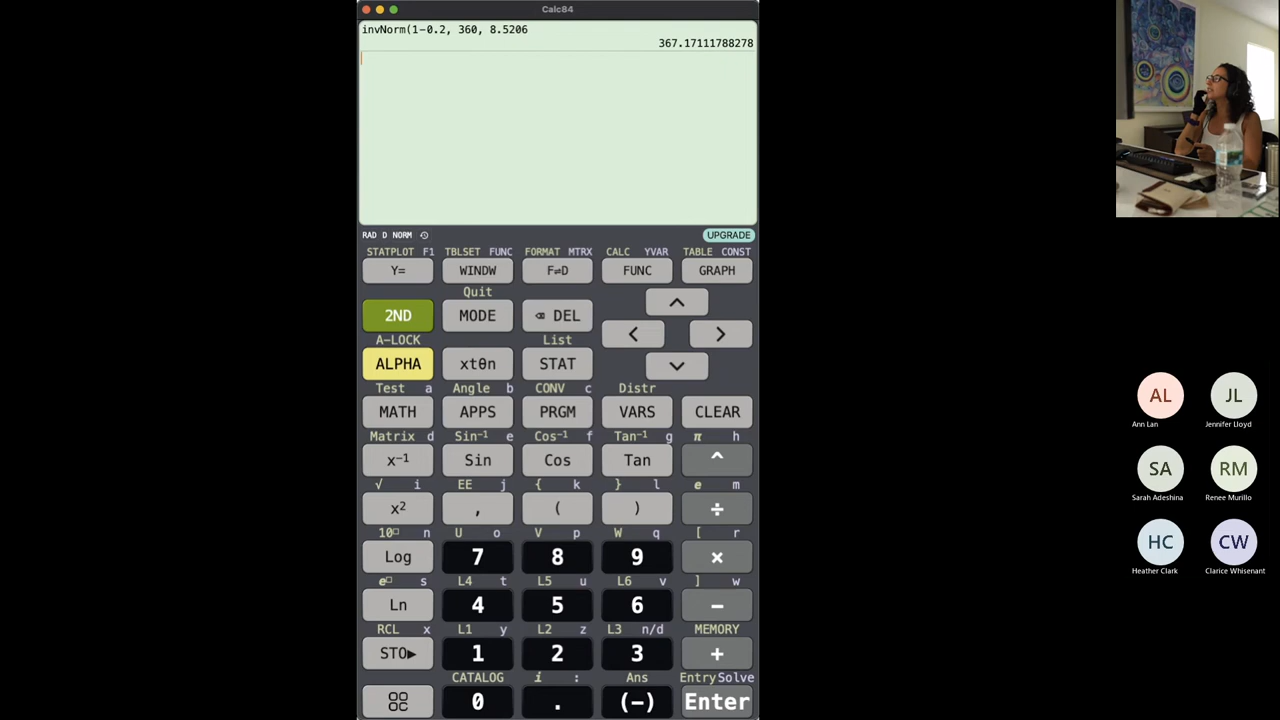 Calc84
invNorm(1-0.2, 360, 8.5206
367.17111788278
RAD D NORM
UPGRADE
STATPLOT F1 TBLSET FUNC FORMAT MTRX CALC YVAR TABLE CONST
Y= WINDW F⇌D FUNC GRAPH
Quit
2ND MODE ⌫ DEL
A-LOCK List
ALPHA xtθn STAT
Test a Angle b CONV c Distr
MATH APPS PRGM VARS CLEAR
Matrix d Sin⁻¹ e Cos⁻¹ f Tan⁻¹ g π h
x⁻¹ Sin Cos Tan ^
√ i EE j { k } l e m
x² , ( ) ÷
10□ n U o V p W q [ r
Log 7 8 9 ×
e□ s L4 t L5 u L6 v ] w
Ln 4 5 6 −
RCL x L1 y L2 z L3 n/d MEMORY
STO▶ 1 2 3 +
CATALOG i : Ans Entry Solve
0 . (−) Enter
AL JL
Ann Lan Jennifer Lloyd
SA RM
Sarah Adeshina Renee Murillo
HC CW
Heather Clark Clarice Whisenant